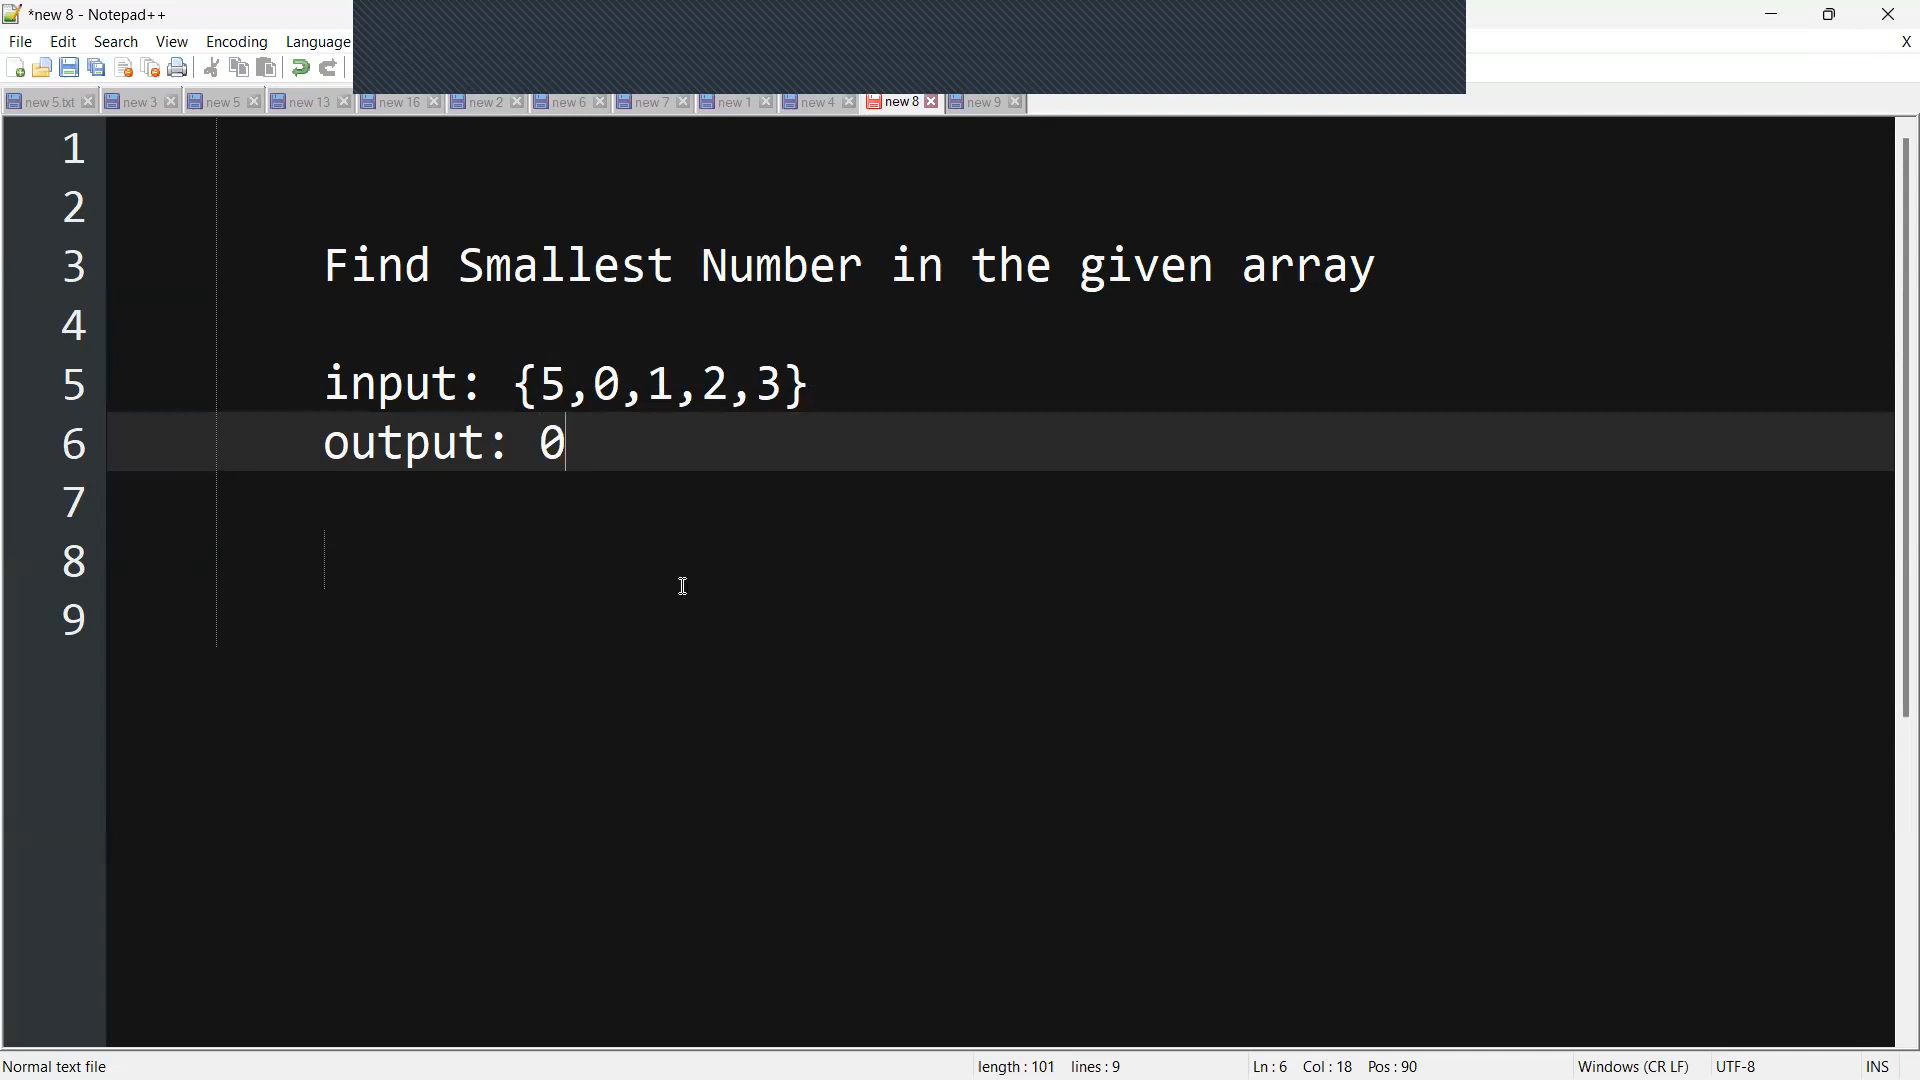 *new 8 - Notepad++
File Edit Search View Encoding Language
X
new 5.txt new 3 new 5 new 13 new 16 new 2 new 6 new 7 new 1 new 4 new 8 new 9
1
2
3 Find Smallest Number in the given array
4
5 input: {5,0,1,2,3}
6 output: 0
7
8
9
Normal text file length : 101 lines : 9 Ln : 6 Col : 18 Pos : 90 Windows (CR LF) UTF-8 INS